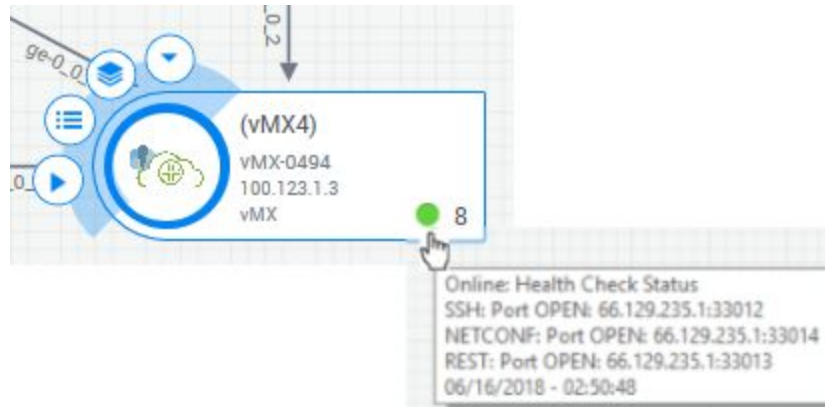 ge-0_0_
0_2
0_
(vMX4)
vMX-0494
100.123.1.3
vMX
8
Online: Health Check Status
SSH: Port OPEN: 66.129.235.1:33012
NETCONF: Port OPEN: 66.129.235.1:33014
REST: Port OPEN: 66.129.235.1:33013
06/16/2018 - 02:50:48